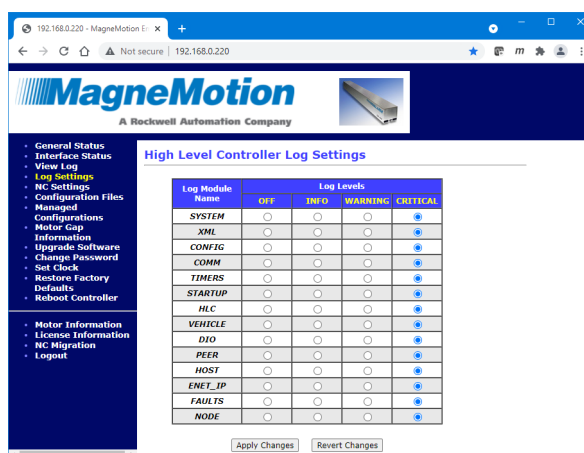 192.168.0.220 - MagneMotion E
Not secure | 192.168.0.220
MagneMotion
A Rockwell Automation Company
General Status
Interface Status
View Log
Log Settings
NC Settings
Configuration Files
Managed
Configurations
Motor Gap
Information
Upgrade Software
Change Password
Set Clock
Restore Factory
Defaults
Reboot Controller
Motor Information
License Information
NC Migration
Logout
High Level Controller Log Settings
Log Module Name Log Levels
OFF INFO WARNING CRITICAL
SYSTEM
XML
CONFIG
COMM
TIMERS
STARTUP
HLC
VEHICLE
DIO
PEER
HOST
ENET_IP
FAULTS
NODE
Apply Changes Revert Changes